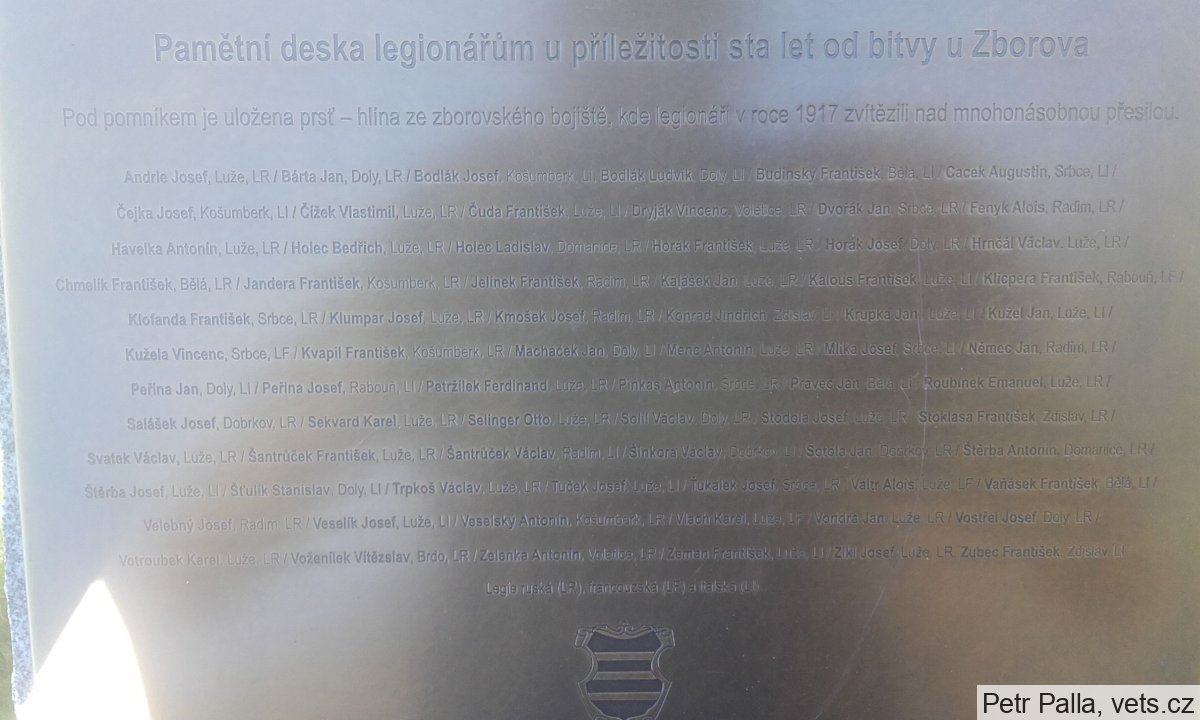 Pamětní deska legionářům u příležitosti sta let od bitvy u Zborova
Pod pomníkem je uložena prsť – hlína ze zborovského bojiště, kde legionáři v roce 1917 zvítězili nad mnohonásobnou přesilou.
Andrle Josef, Luže, LR / Bárta Jan, Doly, LR / Bodlák Josef, Košumberk, LI, Bodlák Ludvík, Doly, LI / Budinský František, Bělá, LI / Cacek Augustin, Srbce, LI /
Čejka Josef, Košumberk, LI / Čížek Vlastimil, Luže, LR / Čuda František, Luže, LI / Dryják Vincenc, Voletice, LR / Dvořák Jan, Srbce, LR / Fenyk Alois, Radim, LR /
Havelka Antonín, Luže, LR / Holec Bedřich, Luže, LR / Holec Ladislav, Domanice, LR / Horák František, Luže, LR / Horák Josef, Doly, LR / Hrnčál Václav, Luže, LR /
Chmelík František, Bělá, LR / Jandera František, Košumberk, LR / Jelínek František, Radim, LR / Kalášek Jan, Luže, LR / Kalous František, Luže, LI / Klicpera František, Rabouň, LF /
Klofanda František, Srbce, LR / Klumpar Josef, Luže, LR / Kmošek Josef, Radim, LR / Konrád Jindřich, Zdislav, LI / Krupka Jan, Luže, LI / Kužel Jan, Luže, LI /
Kužela Vincenc, Srbce, LF / Kvapil František, Košumberk, LR / Macháček Jan, Doly, LI / Menc Antonín, Luže, LR / Mlika Josef, Srbce, LI / Němec Jan, Radim, LR /
Peřina Jan, Doly, LI / Peřina Josef, Rabouň, LI / Petržílek Ferdinand, Luže, LR / Pinkas Antonín, Srbce, LR / Pravec Jan, Bělá, LI / Roubínek Emanuel, Luže, LR /
Salášek Josef, Dobrkov, LR / Sekvard Karel, Luže, LR / Selinger Otto, Luže, LR / Solil Václav, Doly, LR / Stodola Josef, Luže, LR / Stoklasa František, Zdislav, LR /
Svatek Václav, Luže, LR / Šantrůček František, Luže, LR / Šantrůček Václav, Radim, LI / Šinkora Václav, Dobrkov, LI / Šotola Jan, Dobrkov, LR / Štěrba Antonín, Domanice, LR /
Štěrba Josef, Luže, LI / Šťulík Stanislav, Doly, LI / Trpkoš Václav, Luže, LR / Tuček Josef, Luže, LI / Ťukálek Josef, Srbce, LR / Valtr Alois, Luže, LF / Vaňásek František, Bělá, LI /
Velebný Josef, Radim, LR / Veselík Josef, Luže, LI / Veselský Antonín, Košumberk, LR / Vlach Karel, Luže, LF / Vondra Jan, Luže, LR / Vostřel Josef, Doly, LR /
Votroubek Karel, Luže, LR / Voženílek Vítězslav, Brdo, LR / Zelenka Antonín, Voletice, LR / Zeman František, Luže, LI / Zikl Josef, Luže, LR, Zubec František, Zdislav, LI
Legie ruská (LR), francouzská (LF) a italská (LI)
Petr Palla, vets.cz